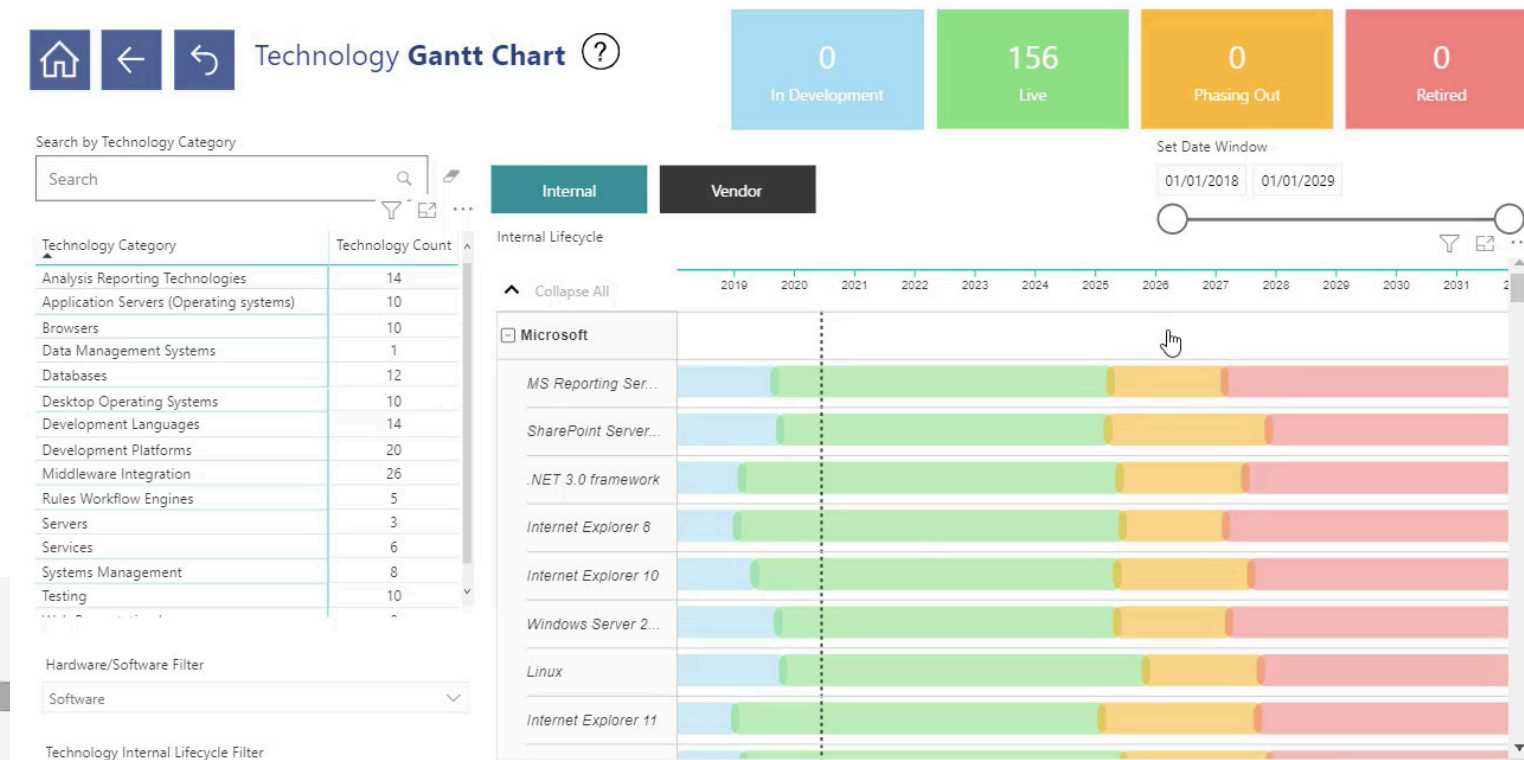 Technology Gantt Chart ?
0
In Development
156
Live
0
Phasing Out
0
Retired
Search by Technology Category
Search
Internal
Vendor
Set Date Window
01/01/2018 01/01/2029
Technology Category Technology Count
Analysis Reporting Technologies 14
Application Servers (Operating systems) 10
Browsers 10
Data Management Systems 1
Databases 12
Desktop Operating Systems 10
Development Languages 14
Development Platforms 20
Middleware Integration 26
Rules Workflow Engines 5
Servers 3
Services 6
Systems Management 8
Testing 10
Hardware/Software Filter
Software
Technology Internal Lifecycle Filter
Internal Lifecycle
Collapse All
2019 2020 2021 2022 2023 2024 2025 2026 2027 2028 2029 2030 2031
Microsoft
MS Reporting Ser...
SharePoint Server...
.NET 3.0 framework
Internet Explorer 8
Internet Explorer 10
Windows Server 2...
Linux
Internet Explorer 11